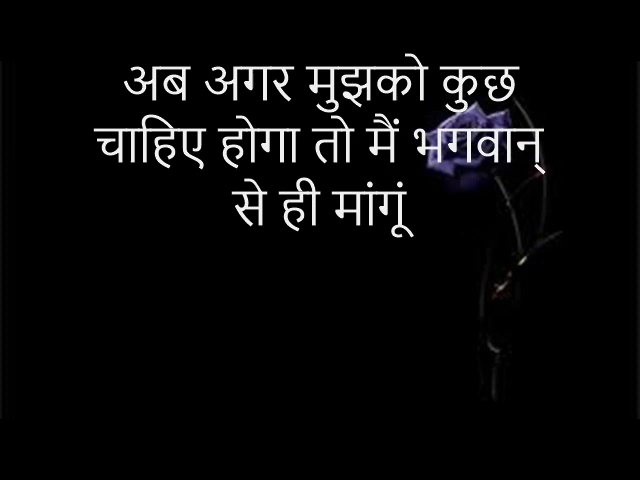 अब अगर मुझको कुछ
चाहिए होगा तो मैं भगवान्
से ही मांगूं